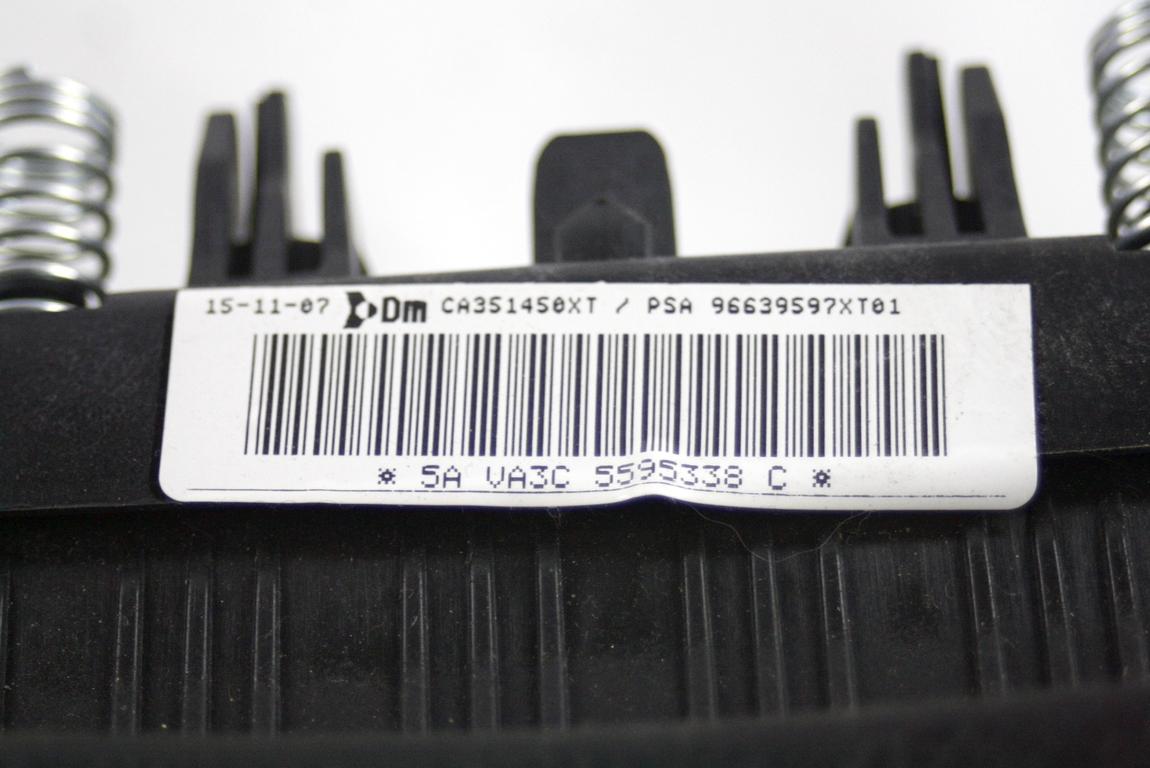 15-11-07 Dm CA351450XT / PSA 96639597XT01
* 5A VA3C 5595338 C *